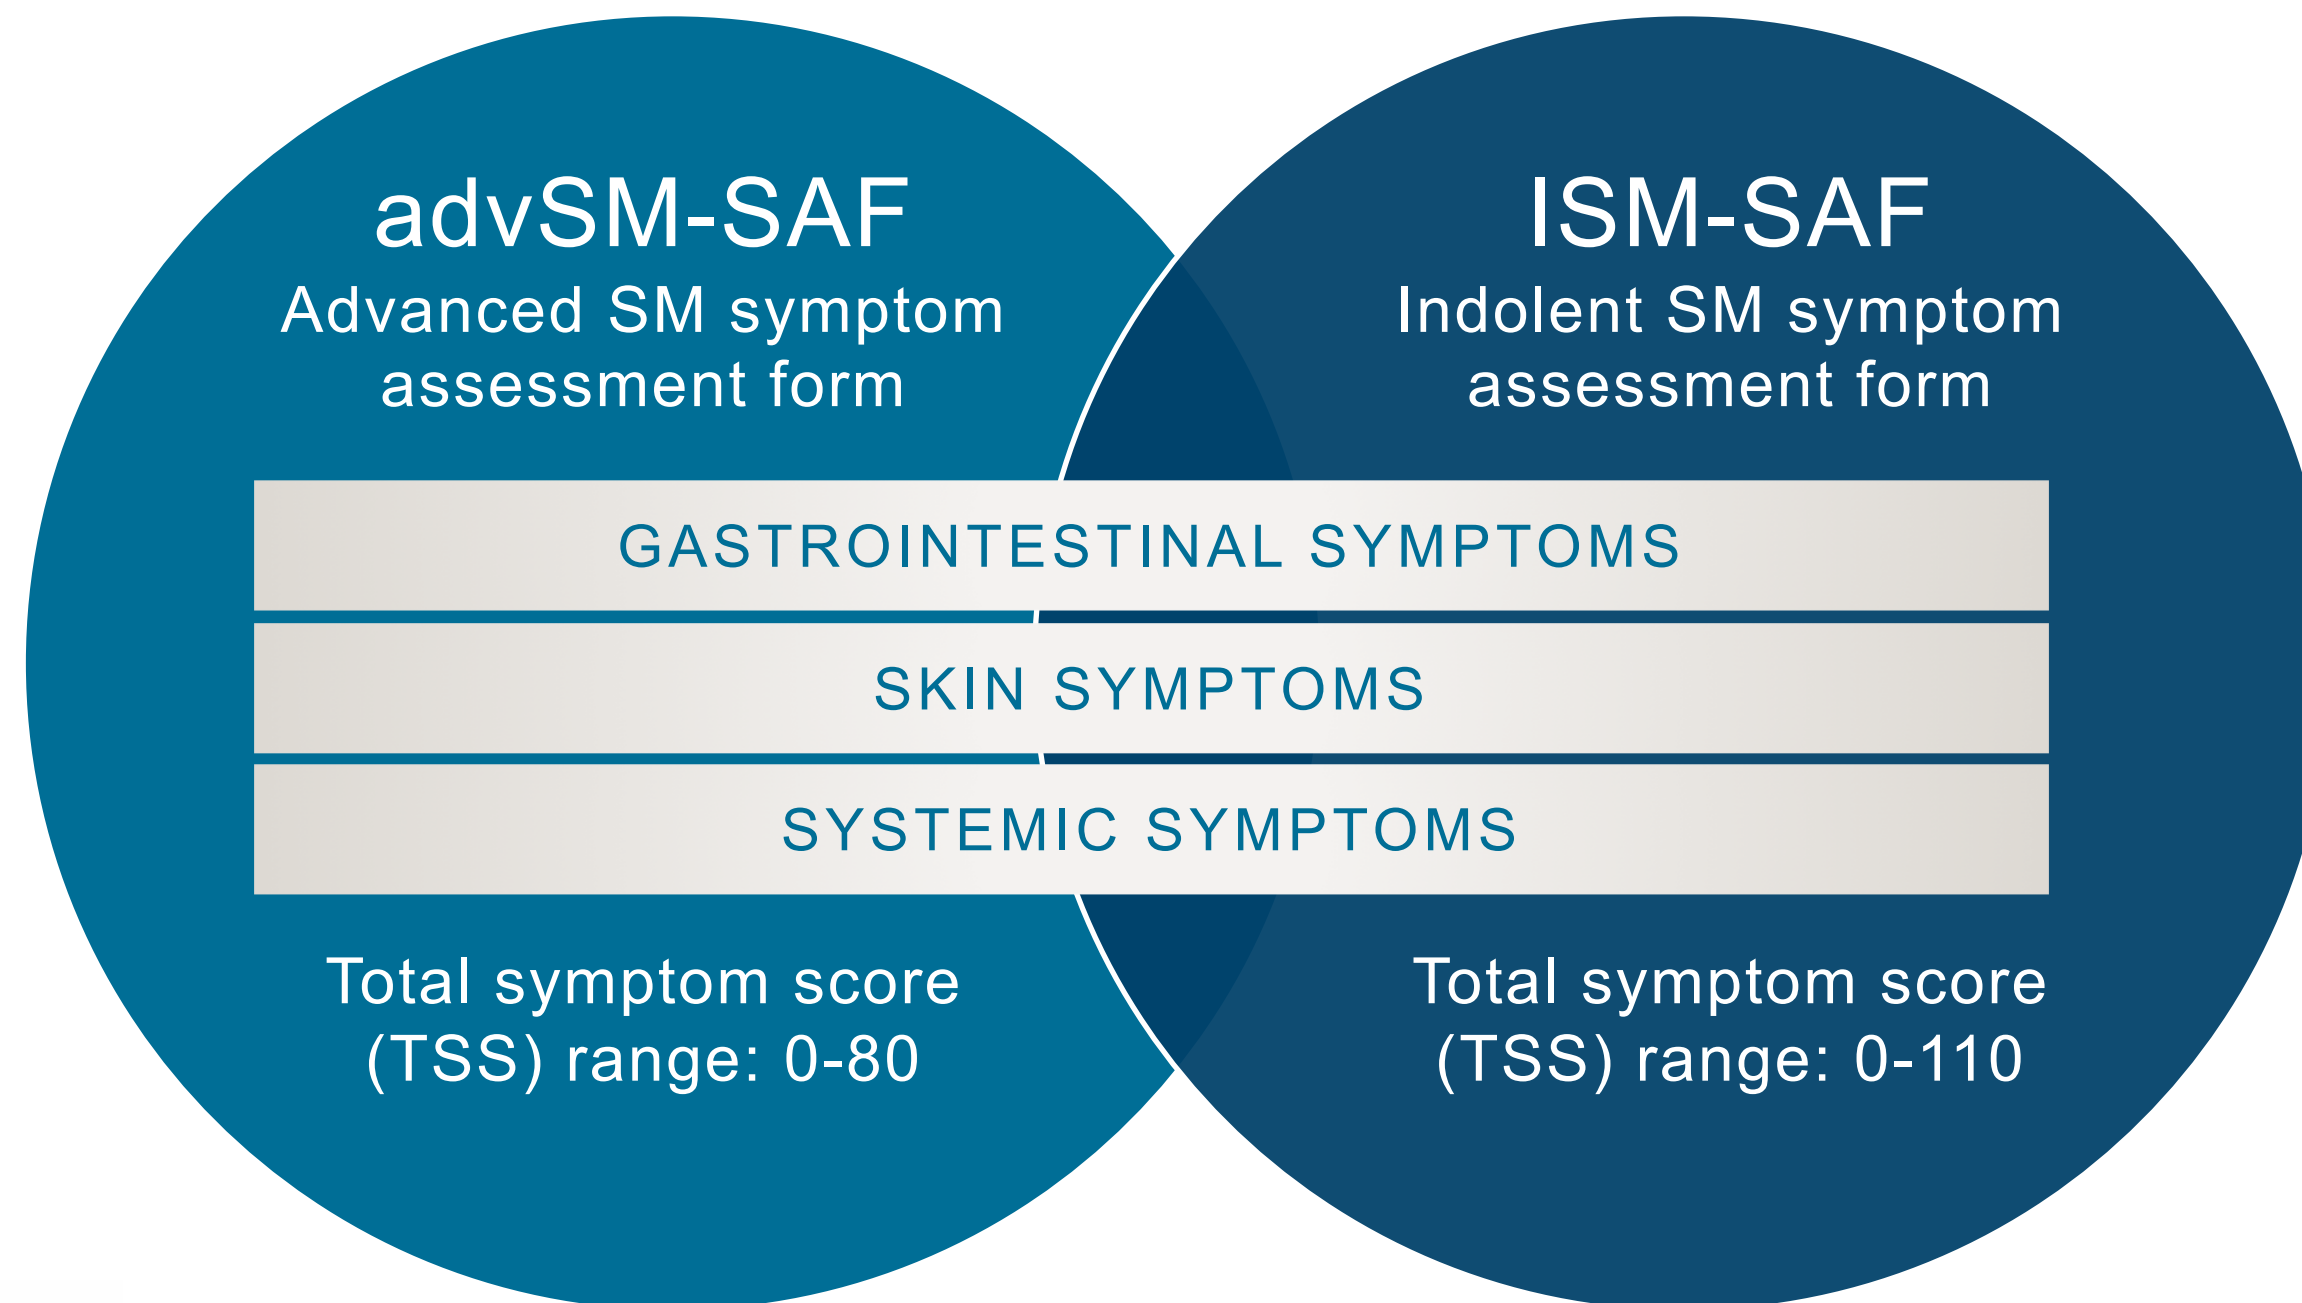 advSM-SAF
Advanced SM symptom
assessment form
ISM-SAF
Indolent SM symptom
assessment form
GASTROINTESTINAL SYMPTOMS
SKIN SYMPTOMS
SYSTEMIC SYMPTOMS
Total symptom score
(TSS) range: 0-80
Total symptom score
(TSS) range: 0-110